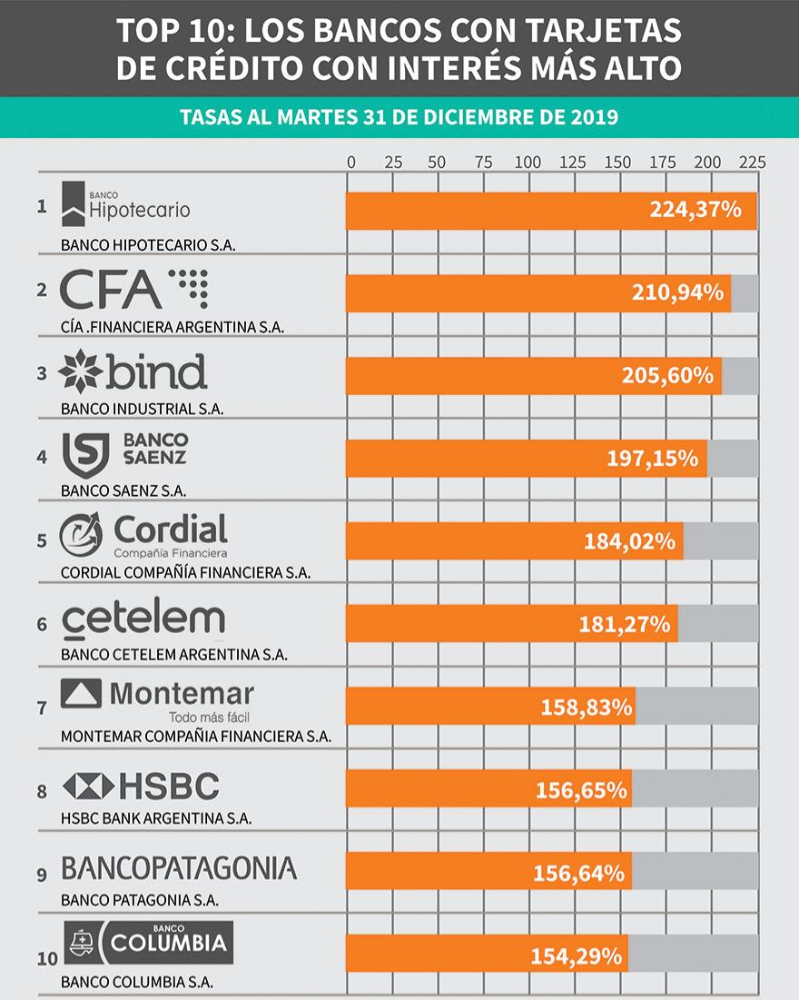 TOP 10: LOS BANCOS CON TARJETAS
DE CRÉDITO CON INTERÉS MÁS ALTO
TASAS AL MARTES 31 DE DICIEMBRE DE 2019
0 25 50 75 100 125 150 175 200 225
1
BANCO
Hipotecario
224,37%
BANCO HIPOTECARIO S.A.
2
CFA
210,94%
CÍA .FINANCIERA ARGENTINA S.A.
3
bind
205,60%
BANCO INDUSTRIAL S.A.
4
S
BANCO
SAENZ
197,15%
BANCO SAENZ S.A.
5
Cordial
Compañía Financiera
184,02%
CORDIAL COMPAÑÍA FINANCIERA S.A.
6
cetelem
181,27%
BANCO CETELEM ARGENTINA S.A.
7
Montemar
Todo más fácil
158,83%
MONTEMAR COMPAÑIA FINANCIERA S.A.
8
HSBC
156,65%
HSBC BANK ARGENTINA S.A.
9
BANCOPATAGONIA
156,64%
BANCO PATAGONIA S.A.
10
BANCO
COLUMBIA
154,29%
BANCO COLUMBIA S.A.